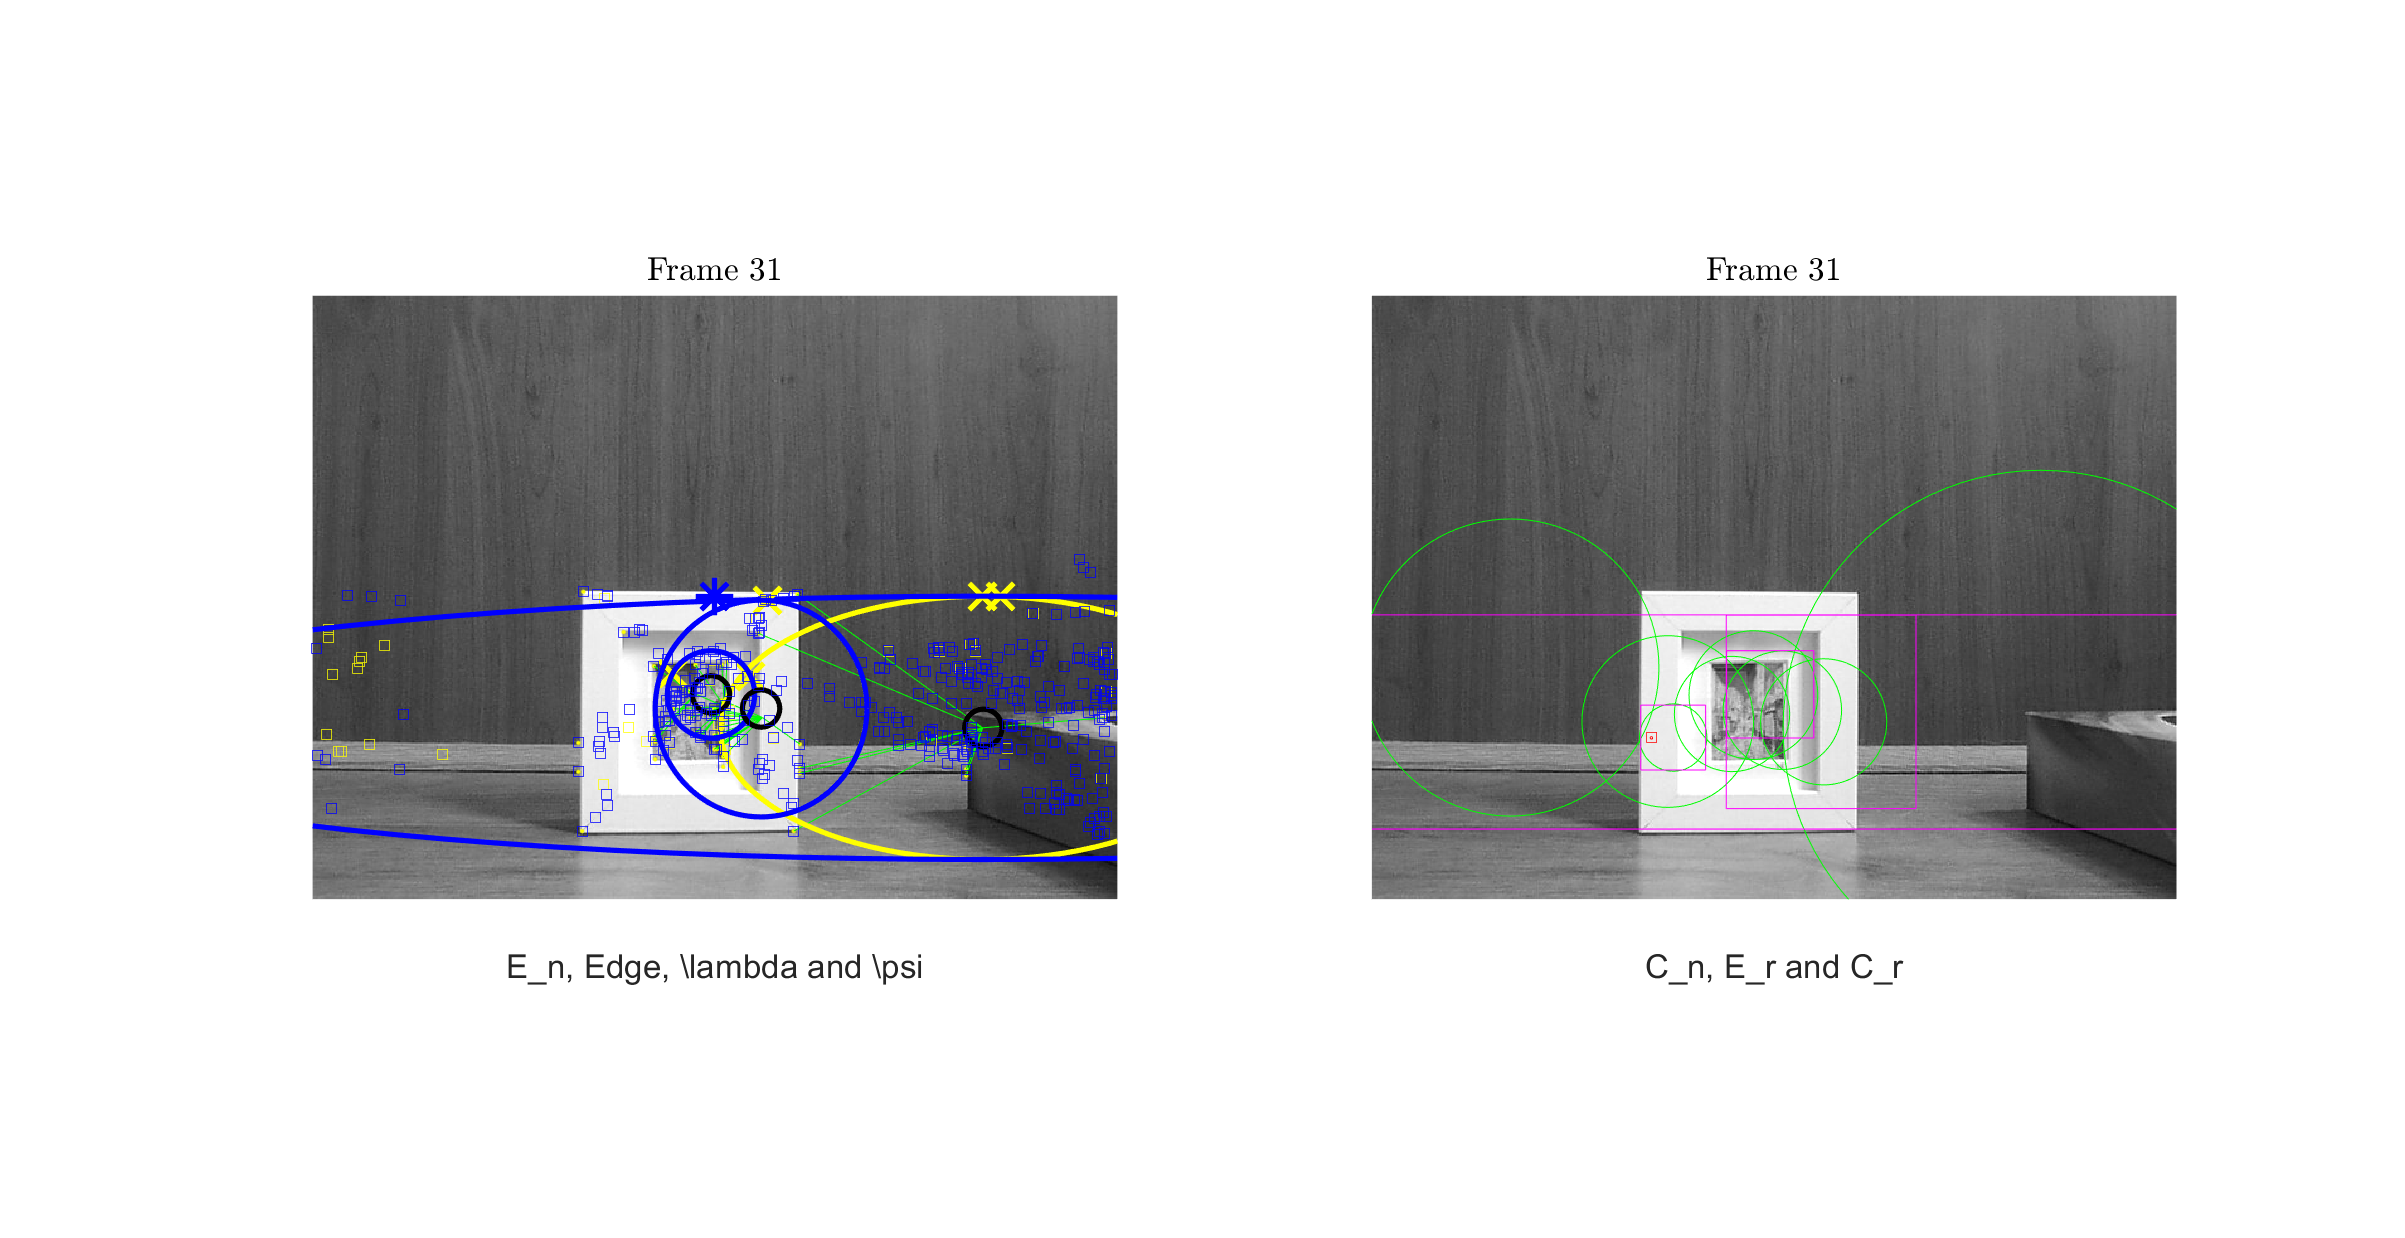 Frame 31
Frame 31
E_n, Edge, \lambda and \psi
C_n, E_r and C_r